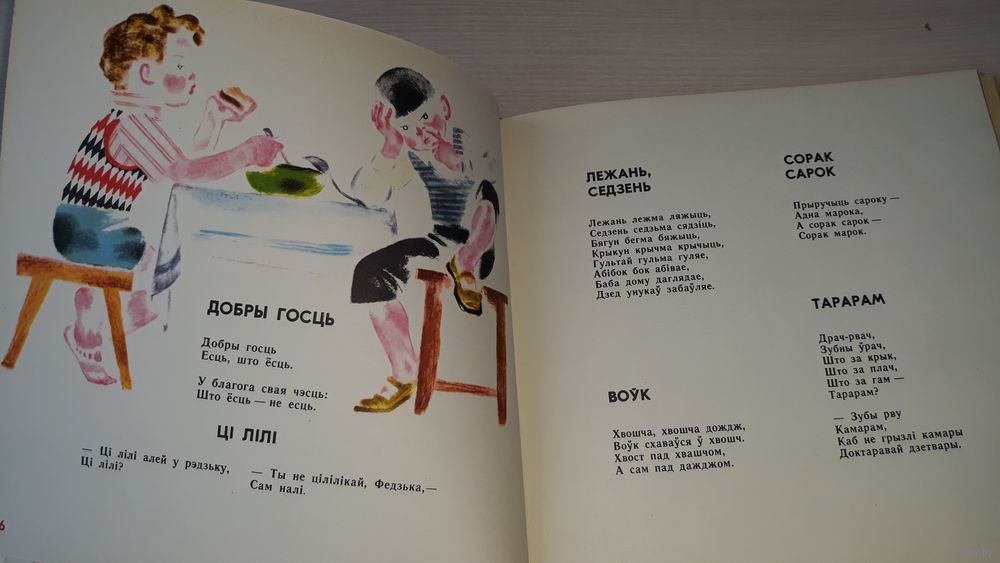 ДОБРЫ ГОСЦЬ
Добры госць
Есць, што ёсць.
У благога свая чэсць:
Што ёсць — не есць.
ЦІ ЛІЛІ
— Ці лілі алей у рэдзьку,
Ці лілі?
— Ты не цілілікай, Федзька,—
Сам налі.
6
ЛЕЖАНЬ,
СЕДЗЕНЬ
Лежань лежма ляжыць,
Седзень седзьма сядзіць,
Бягун бегма бяжыць,
Крыкун крычма крычыць,
Гультай гульма гуляе,
Абібок бок абівае,
Баба дому даглядае,
Дзед унукаў забаўляе.
ВОЎК
Хвошча, хвошча дождж,
Воўк схаваўся ў хвошч.
Хвост пад хвашчом,
А сам пад дажджом.
СОРАК
САРОК
Прыручыць сароку —
Адна марока,
А сорак сарок —
Сорак марок.
ТАРАРАМ
Драч-рвач,
Зубны ўрач,
Што за крык,
Што за плач,
Што за гам —
Тарарам?
— Зубы рву
Камарам,
Каб не грызлі камары
Доктаравай дзетвары.